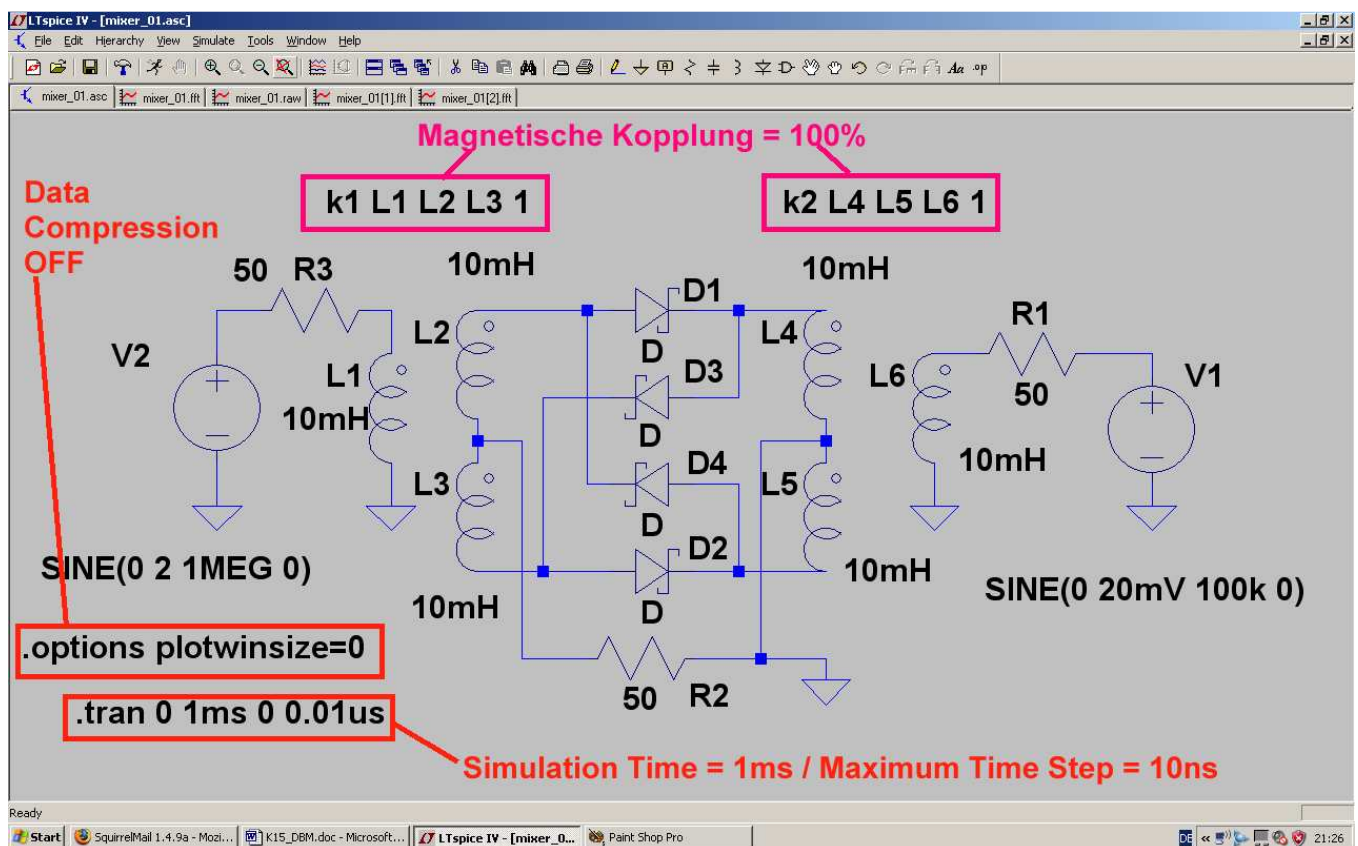 LTspice IV - [mixer_01.asc]
File Edit Hierarchy View Simulate Tools Window Help
Aa .op
mixer_01.asc mixer_01.fft mixer_01.raw mixer_01[1].fft mixer_01[2].fft
Magnetische Kopplung = 100%
Data
Compression
OFF
k1 L1 L2 L3 1
k2 L4 L5 L6 1
50 R3
10mH
10mH
D1
D
L2
L4
R1
50
V2
L1
10mH
D3
D
L6
10mH
V1
L3
D4
D
L5
D2
D
SINE(0 2 1MEG 0)
10mH
10mH
SINE(0 20mV 100k 0)
.options plotwinsize=0
50 R2
.tran 0 1ms 0 0.01us
Simulation Time = 1ms / Maximum Time Step = 10ns
Ready
Start SquirrelMail 1.4.9a - Mozi... K15_DBM.doc - Microsoft... LTspice IV - [mixer_0... Paint Shop Pro DE « 21:26